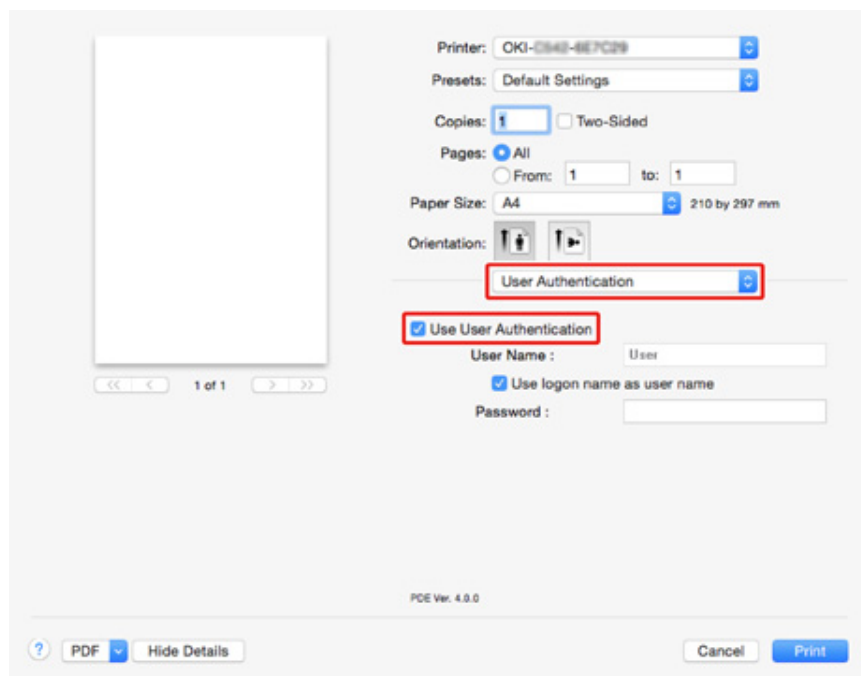 Printer: OKI-
Presets: Default Settings
Copies: 1 Two-Sided
Pages: All
From: 1 to: 1
Paper Size: A4 210 by 297 mm
Orientation:
User Authentication
Use User Authentication
User Name : User
Use logon name as user name
Password :
<< < 1 of 1 > >>
PDE Ver. 4.0.0
? PDF Hide Details Cancel Print